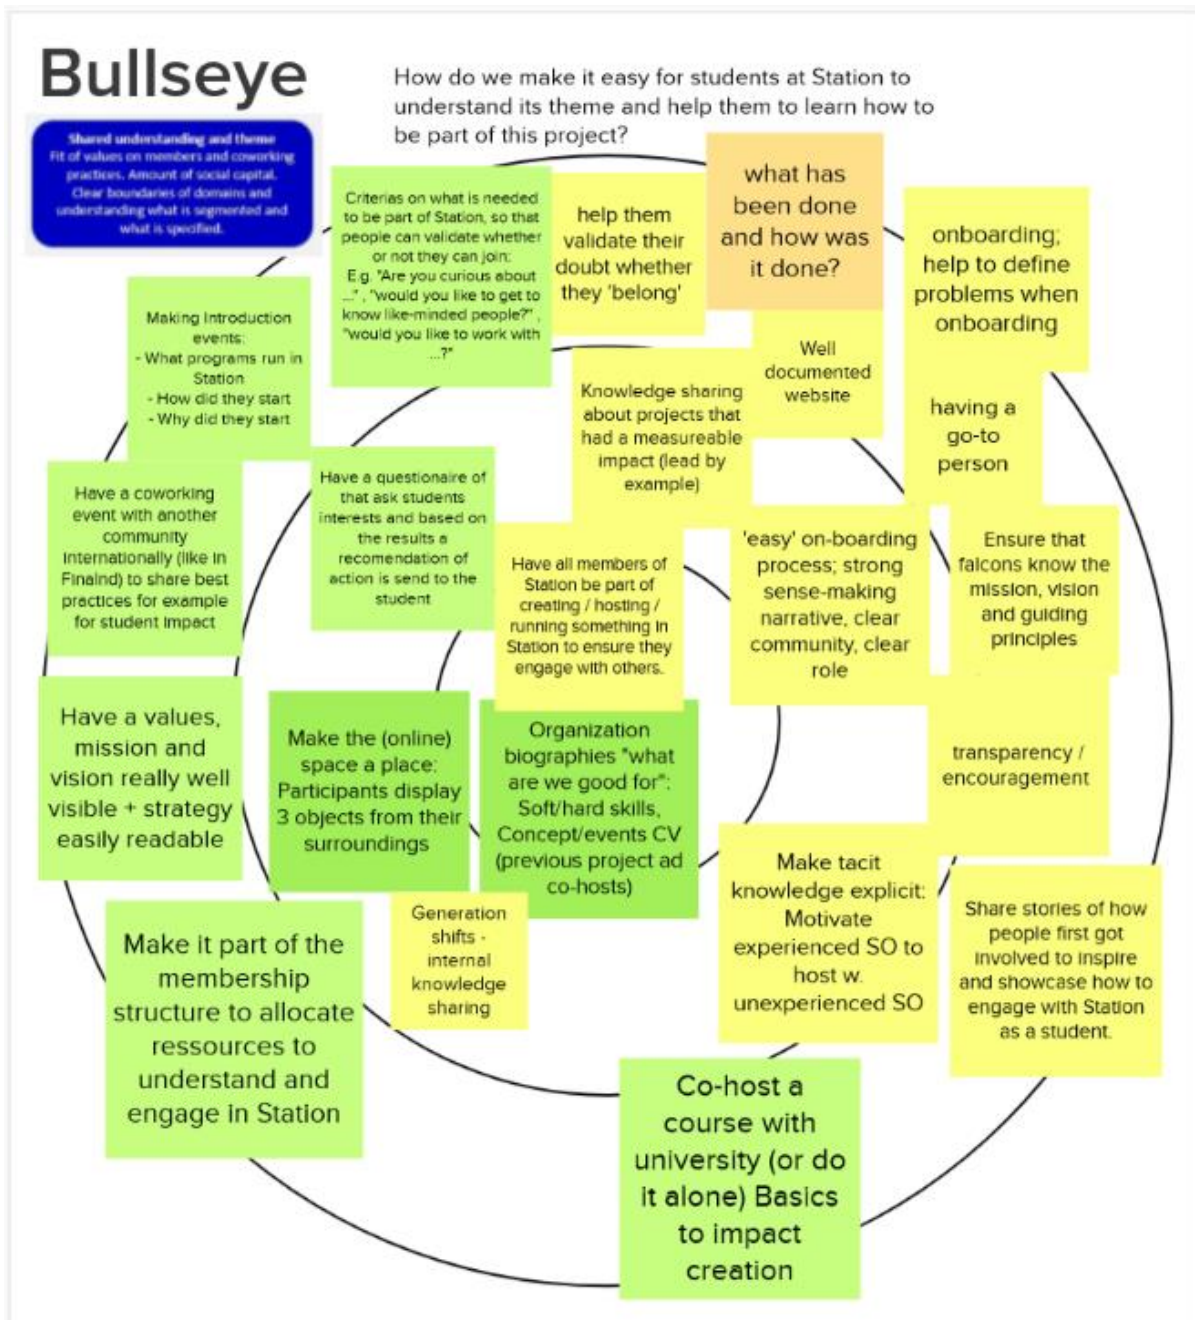 Bullseye
How do we make it easy for students at Station to
understand its theme and help them to learn how to
be part of this project?
Shared understanding and theme
Fit of values on members and coworking
practices. Amount of social capital.
Clear boundaries of domains and
understanding what is segmented and
what is specified.
Criterias on what is needed
to be part of Station, so that
people can validate whether
or not they can join:
E.g. "Are you curious about
..." , "would you like to get to
know like-minded people?" ,
"would you like to work with
...?"
help them
validate their
doubt whether
they 'belong'
what has
been done
and how was
it done?
onboarding;
help to define
problems when
onboarding
Making Introduction
events:
- What programs run in
Station
- How did they start
- Why did they start
Well
documented
website
Knowledge sharing
about projects that
had a measureable
impact (lead by
example)
having a
go-to
person
Have a coworking
event with another
community
internationally (like in
Finalnd) to share best
practices for example
for student impact
Have a questionaire of
that ask students
interests and based on
the results a
recomendation of
action is send to the
student
Have all members of
Station be part of
creating / hosting /
running something in
Station to ensure they
engage with others.
'easy' on-boarding
process; strong
sense-making
narrative, clear
community, clear
role
Ensure that
falcons know the
mission, vision
and guiding
principles
Have a values,
mission and
vision really well
visible + strategy
easily readable
Make the (online)
space a place:
Participants display
3 objects from their
surroundings
Organization
biographies "what
are we good for":
Soft/hard skills,
Concept/events CV
(previous project ad
co-hosts)
transparency /
encouragement
Make tacit
knowledge explicit:
Motivate
experienced SO to
host w.
unexperienced SO
Share stories of how
people first got
involved to inspire
and showcase how to
engage with Station
as a student.
Generation
shifts -
internal
knowledge
sharing
Make it part of the
membership
structure to allocate
ressources to
understand and
engage in Station
Co-host a
course with
university (or do
it alone) Basics
to impact
creation